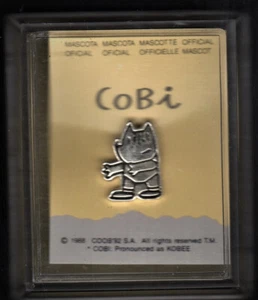 MASCOTA MASCOTA MASCOTTE OFFICIAL
OFICIAL OFICIAL OFFICIELLE MASCOT
COBi
© 1988 COOB'92 S.A. All rights reserved T.M.
* COBI: Pronounced as KOBEE